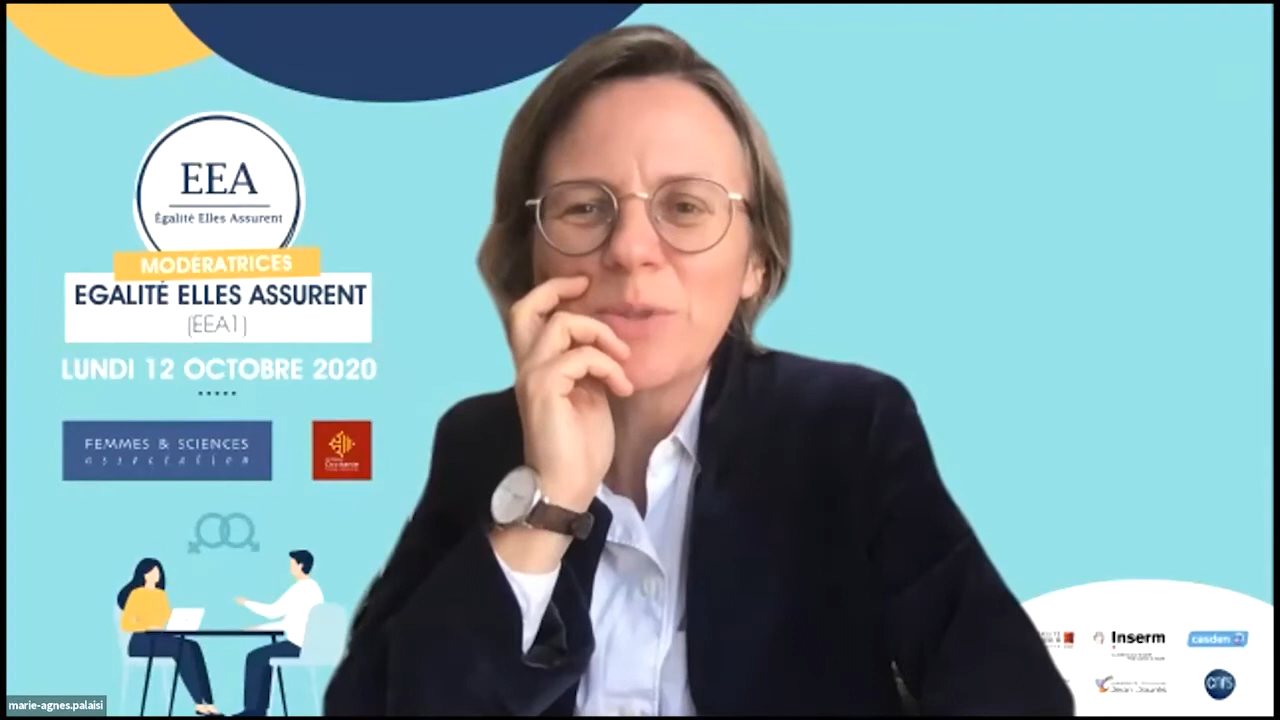 EEA
Égalité Elles Assurent
MODÉRATRICES
EGALITÉ ELLES ASSURENT
(EEA1)
LUNDI 12 OCTOBRE 2020
FEMMES & SCIENCES
association
Occitanie
Inserm
casden
Jean Jaurès
cnrs
marie-agnes.palaisi